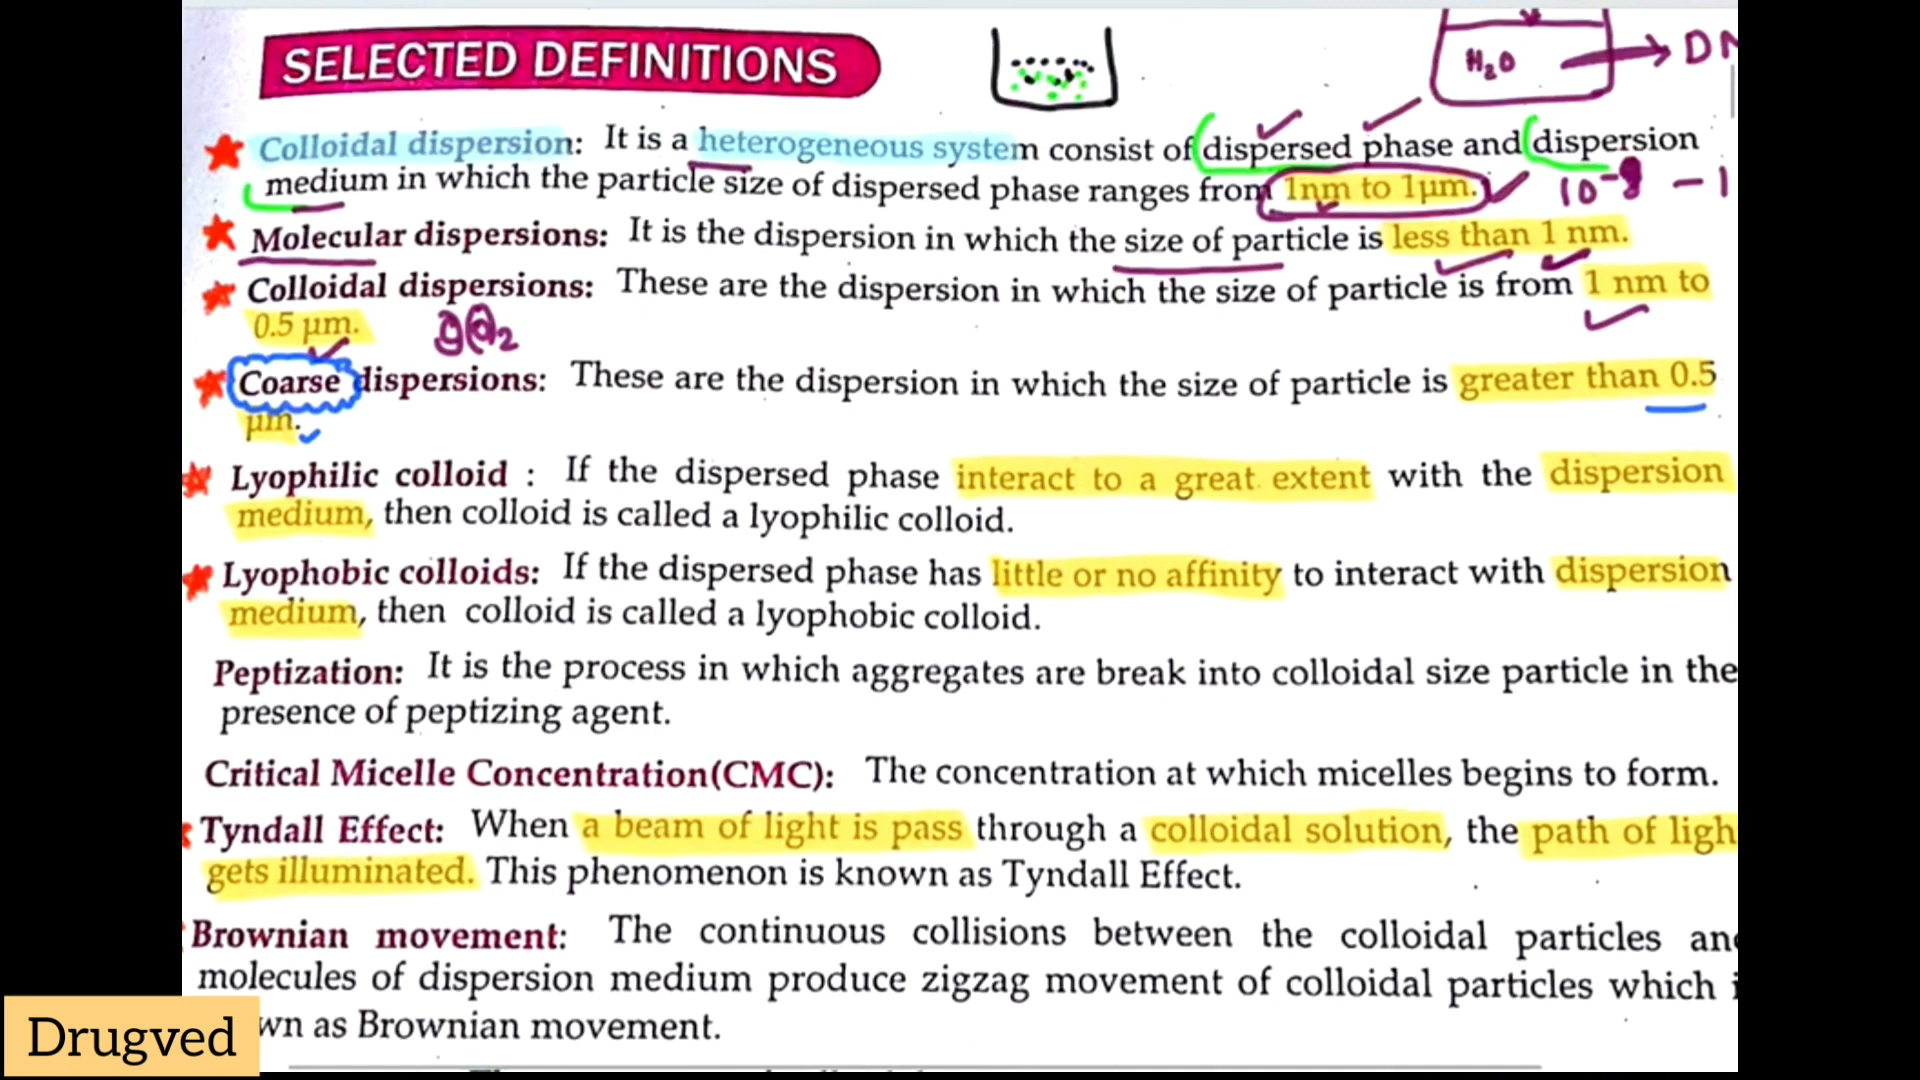 SELECTED DEFINITIONS
H₂O
Colloidal dispersion: It is a heterogeneous system consist of dispersed phase and dispersion
medium in which the particle size of dispersed phase ranges from 1nm to 1μm.
Molecular dispersions: It is the dispersion in which the size of particle is less than 1 nm.
Colloidal dispersions: These are the dispersion in which the size of particle is from 1 nm to
0.5 μm.
Coarse dispersions: These are the dispersion in which the size of particle is greater than 0.5
μm.
Lyophilic colloid : If the dispersed phase interact to a great extent with the dispersion
medium, then colloid is called a lyophilic colloid.
Lyophobic colloids: If the dispersed phase has little or no affinity to interact with dispersion
medium, then colloid is called a lyophobic colloid.
Peptization: It is the process in which aggregates are break into colloidal size particle in the
presence of peptizing agent.
Critical Micelle Concentration(CMC): The concentration at which micelles begins to form.
Tyndall Effect: When a beam of light is pass through a colloidal solution, the path of ligh
gets illuminated. This phenomenon is known as Tyndall Effect.
Brownian movement: The continuous collisions between the colloidal particles an
molecules of dispersion medium produce zigzag movement of colloidal particles which i
wn as Brownian movement.
Drugved